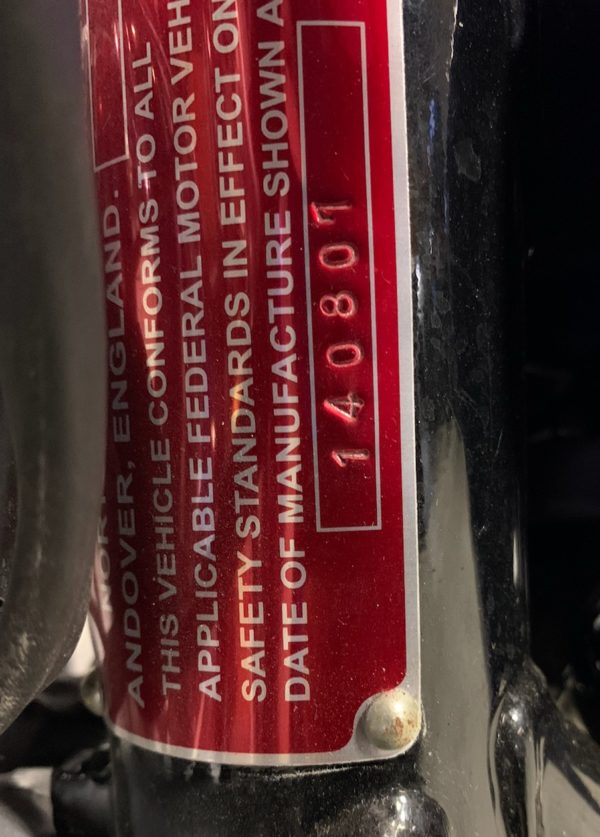 ANDOVER, ENGLAND.
THIS VEHICLE CONFORMS TO ALL
APPLICABLE FEDERAL MOTOR VEH
SAFETY STANDARDS IN EFFECT ON
DATE OF MANUFACTURE SHOWN A
140807